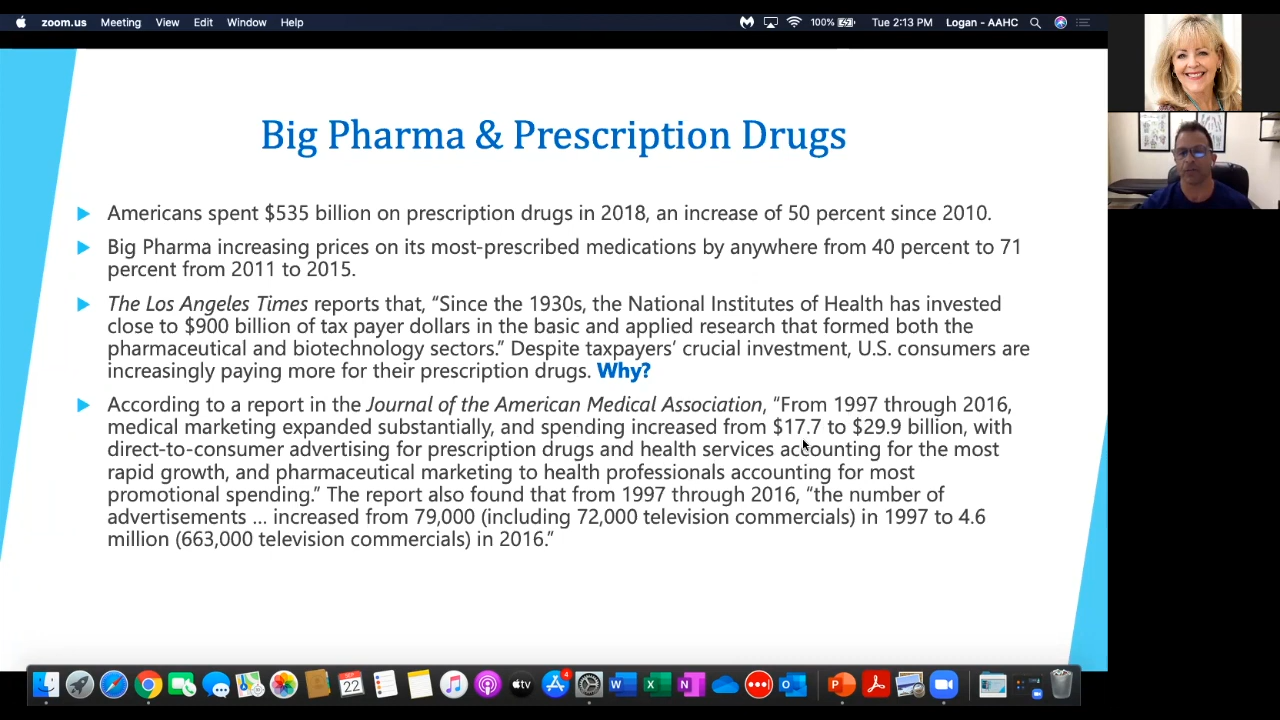 zoom.us Meeting View Edit Window Help 100% Tue 2:13 PM Logan - AAHC
Big Pharma & Prescription Drugs
Americans spent $535 billion on prescription drugs in 2018, an increase of 50 percent since 2010.
Big Pharma increasing prices on its most-prescribed medications by anywhere from 40 percent to 71
percent from 2011 to 2015.
The Los Angeles Times reports that, “Since the 1930s, the National Institutes of Health has invested
close to $900 billion of tax payer dollars in the basic and applied research that formed both the
pharmaceutical and biotechnology sectors.” Despite taxpayers’ crucial investment, U.S. consumers are
increasingly paying more for their prescription drugs. Why?
According to a report in the Journal of the American Medical Association, “From 1997 through 2016,
medical marketing expanded substantially, and spending increased from $17.7 to $29.9 billion, with
direct-to-consumer advertising for prescription drugs and health services accounting for the most
rapid growth, and pharmaceutical marketing to health professionals accounting for most
promotional spending.” The report also found that from 1997 through 2016, “the number of
advertisements ... increased from 79,000 (including 72,000 television commercials) in 1997 to 4.6
million (663,000 television commercials) in 2016.”
22 tv 4 W X N P